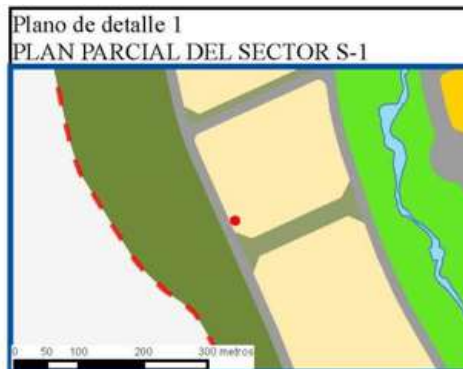 Plano de detalle 1
PLAN PARCIAL DEL SECTOR S-1
0 50 100 200 300 metros